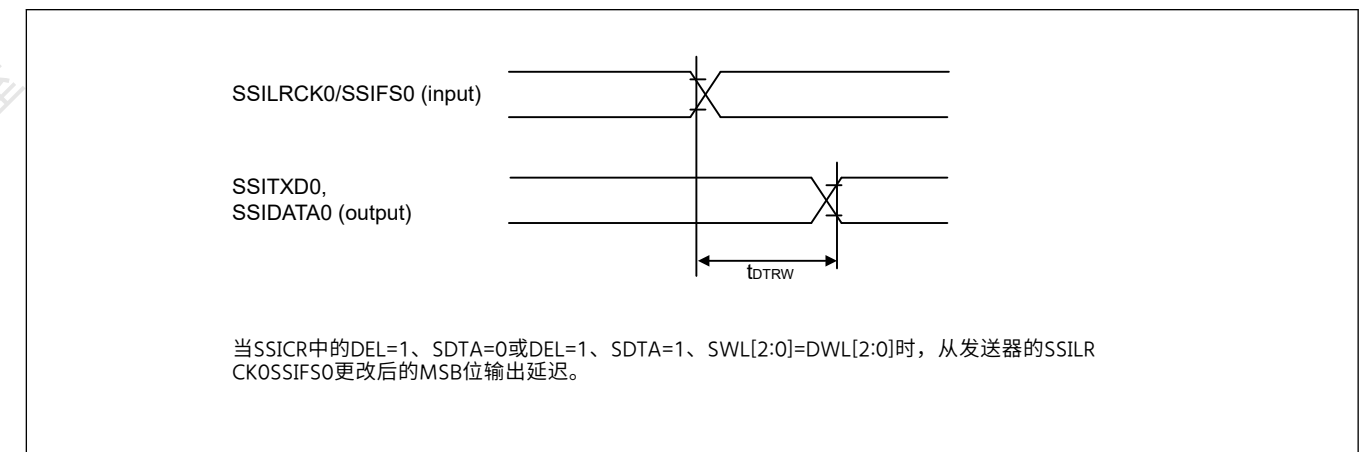 SSILRCK0/SSIFS0 (input)
SSITXD0,
SSIDATA0 (output)
tDTRW
当SSICR中的DEL=1、SDTA=0或DEL=1、SDTA=1、SWL[2:0]=DWL[2:0]时，从发送器的SSILR
CK0SSIFS0更改后的MSB位输出延迟。